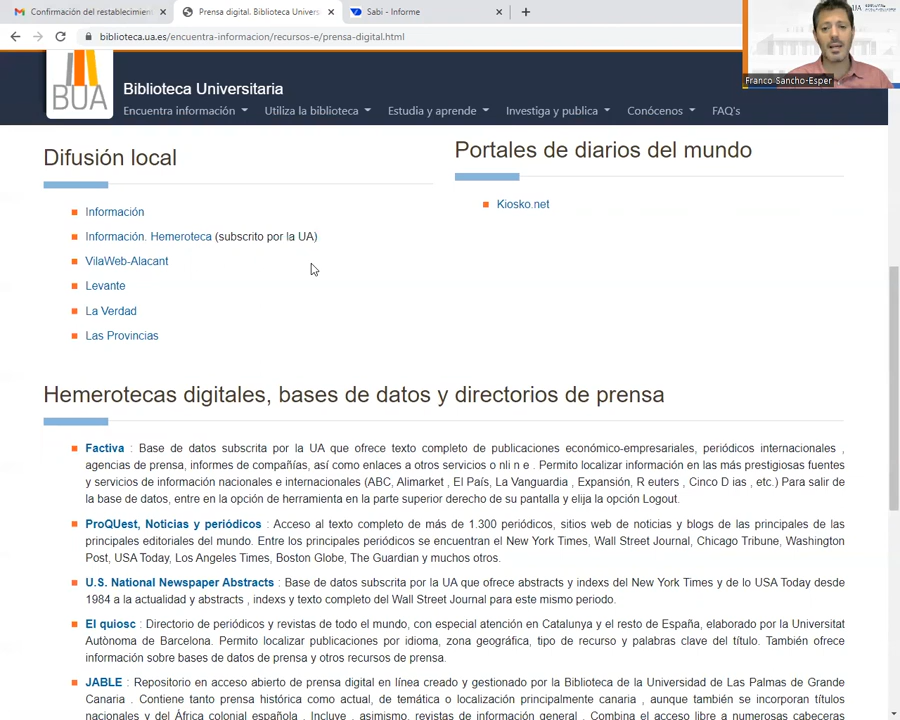 Confirmación del restablecimien
Prensa digital. Biblioteca Univers
Sabi - Informe
biblioteca.ua.es/encuentra-informacion/recursos-e/prensa-digital.html
Franco Sancho-Esper
BUA
Biblioteca Universitaria
Encuentra información
Utiliza la biblioteca
Estudia y aprende
Investiga y publica
Conócenos
FAQ's
Difusión local
Información
Información. Hemeroteca (subscrito por la UA)
VilaWeb-Alacant
Levante
La Verdad
Las Provincias
Portales de diarios del mundo
Kiosko.net
Hemerotecas digitales, bases de datos y directorios de prensa
Factiva : Base de datos subscrita por la UA que ofrece texto completo de publicaciones económico-empresariales, periódicos internacionales ,
agencias de prensa, informes de compañías, así como enlaces a otros servicios o nli n e . Permito localizar información en las más prestigiosas fuentes
y servicios de información nacionales e internacionales (ABC, Alimarket , El País, La Vanguardia , Expansión, R euters , Cinco D ias , etc.) Para salir de
la base de datos, entre en la opción de herramienta en la parte superior derecho de su pantalla y elija la opción Logout.
ProQUest, Noticias y periódicos : Acceso al texto completo de más de 1.300 periódicos, sitios web de noticias y blogs de las principales de las
principales editoriales del mundo. Entre los principales periódicos se encuentran el New York Times, Wall Street Journal, Chicago Tribune, Washington
Post, USA Today, Los Angeles Times, Boston Globe, The Guardian y muchos otros.
U.S. National Newspaper Abstracts : Base de datos subscrita por la UA que ofrece abstracts y indexs del New York Times y de lo USA Today desde
1984 a la actualidad y abstracts , indexs y texto completo del Wall Street Journal para este mismo periodo.
El quiosc : Directorio de periódicos y revistas de todo el mundo, con especial atención en Catalunya y el resto de España, elaborado por la Universitat
Autònoma de Barcelona. Permito localizar publicaciones por idioma, zona geográfica, tipo de recurso y palabras clave del título. También ofrece
información sobre bases de datos de prensa y otros recursos de prensa.
JABLE : Repositorio en acceso abierto de prensa digital en línea creado y gestionado por la Biblioteca de la Universidad de Las Palmas de Grande
Canaria . Contiene tanto prensa histórica como actual, de temática o localización principalmente canaria , aunque también se incorporan títulos
nacionales y del África colonial española . Incluye , asimismo, revistas de información general . Combina el acceso libre a numerosas cabeceras